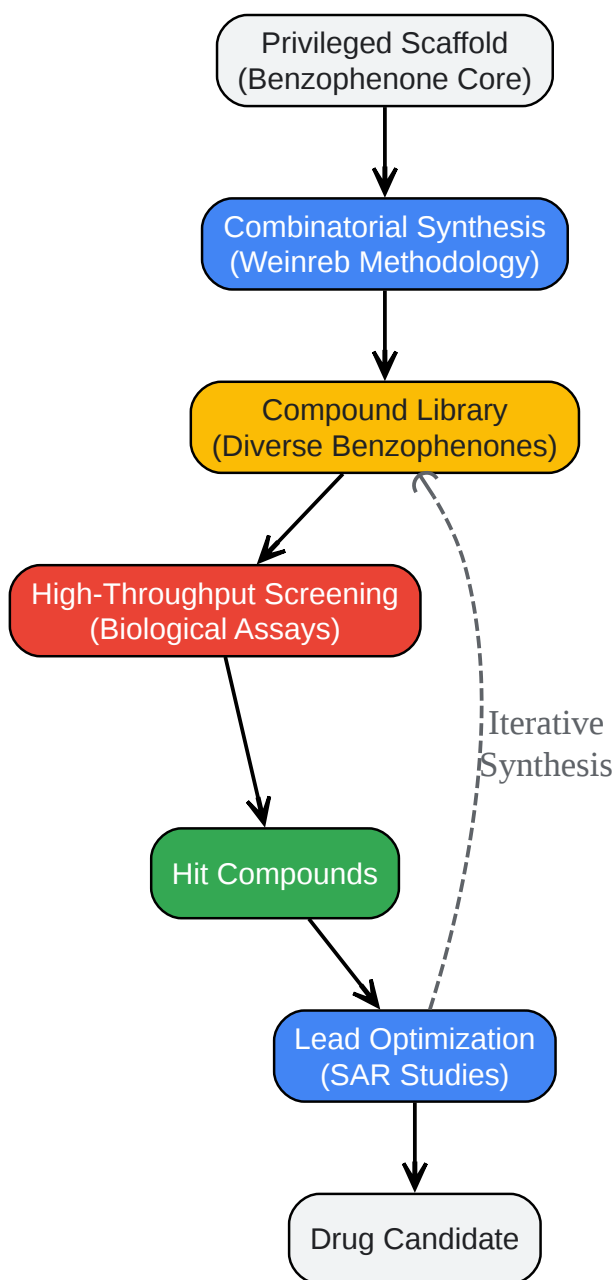 Privileged Scaffold
(Benzophenone Core)
Combinatorial Synthesis
(Weinreb Methodology)
Compound Library
(Diverse Benzophenones)
High-Throughput Screening
(Biological Assays)
Iterative
Synthesis
Hit Compounds
Lead Optimization
(SAR Studies)
Drug Candidate